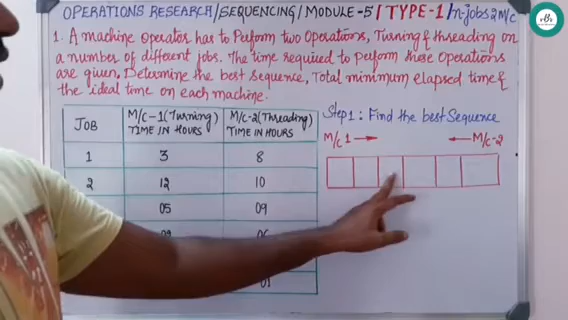 OPERATIONS RESEARCH/SEQUENCING/MODULE-5/TYPE-1/n-jobs 2 M/c
1. A machine operator has to Perform two Operations, Turning & threading on
a number of different jobs. The time required to perform these operations
are given. Determine the best sequence, Total minimum elapsed time &
the ideal time on each machine.
Step 1: Find the best Sequence
M/c 1 → ← M/c-2
JOB M/c-1 (Turning) TIME IN HOURS M/c-2 (Threading) TIME IN HOURS
1 3 8
2 12 10
05 09